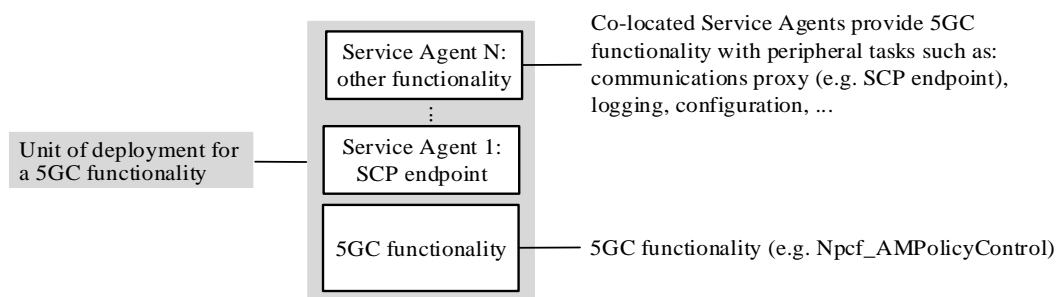 Service Agent N:
other functionality
Co-located Service Agents provide 5GC
functionality with peripheral tasks such as:
communications proxy (e.g. SCP endpoint),
logging, configuration, ...
...
Unit of deployment for
a 5GC functionality
Service Agent 1:
SCP endpoint
5GC functionality
5GC functionality (e.g. Npcf_AMPolicyControl)